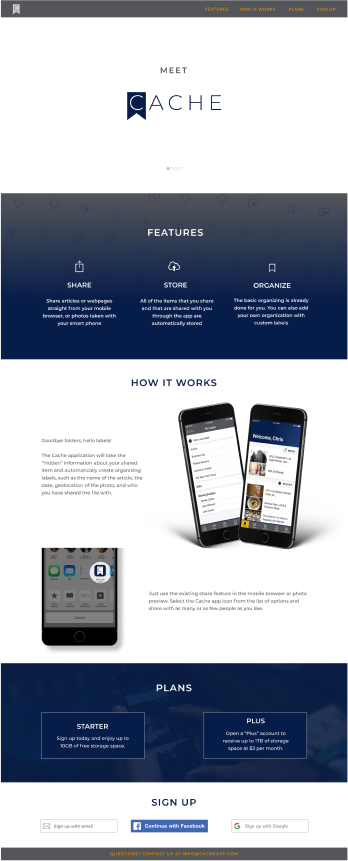 FEATURES HOW IT WORKS PLANS SIGN UP
MEET
CACHE
FEATURES
SHARE
Share articles or webpages
straight from your mobile
browser, or photos taken with
your smart phone
STORE
All of the items that you share
and that are shared with you
through the app are
automatically stored
ORGANIZE
The basic organizing is already
done for you. You can also add
your own organization with
custom labels
HOW IT WORKS
Goodbye folders, hello labels!
The Cache application will take the
"hidden" information about your shared
item and automatically create organizing
labels, such as the name of the article, the
date, geolocation of the photo, and who
you have shared the file with.
Welcome, Chris
Just use the existing share feature in the mobile browser or photo
preview. Select the Cache app icon from the list of options and
share with as many or as few people as you like.
PLANS
STARTER
Sign up today and enjoy up to
10GB of free storage space.
PLUS
Open a "Plus" account to
receive up to 1TB of storage
space at $3 per month.
SIGN UP
Sign up with email
Continue with Facebook
Sign up with Google
QUESTIONS? CONTACT US AT INFO@CACHEAPP.COM